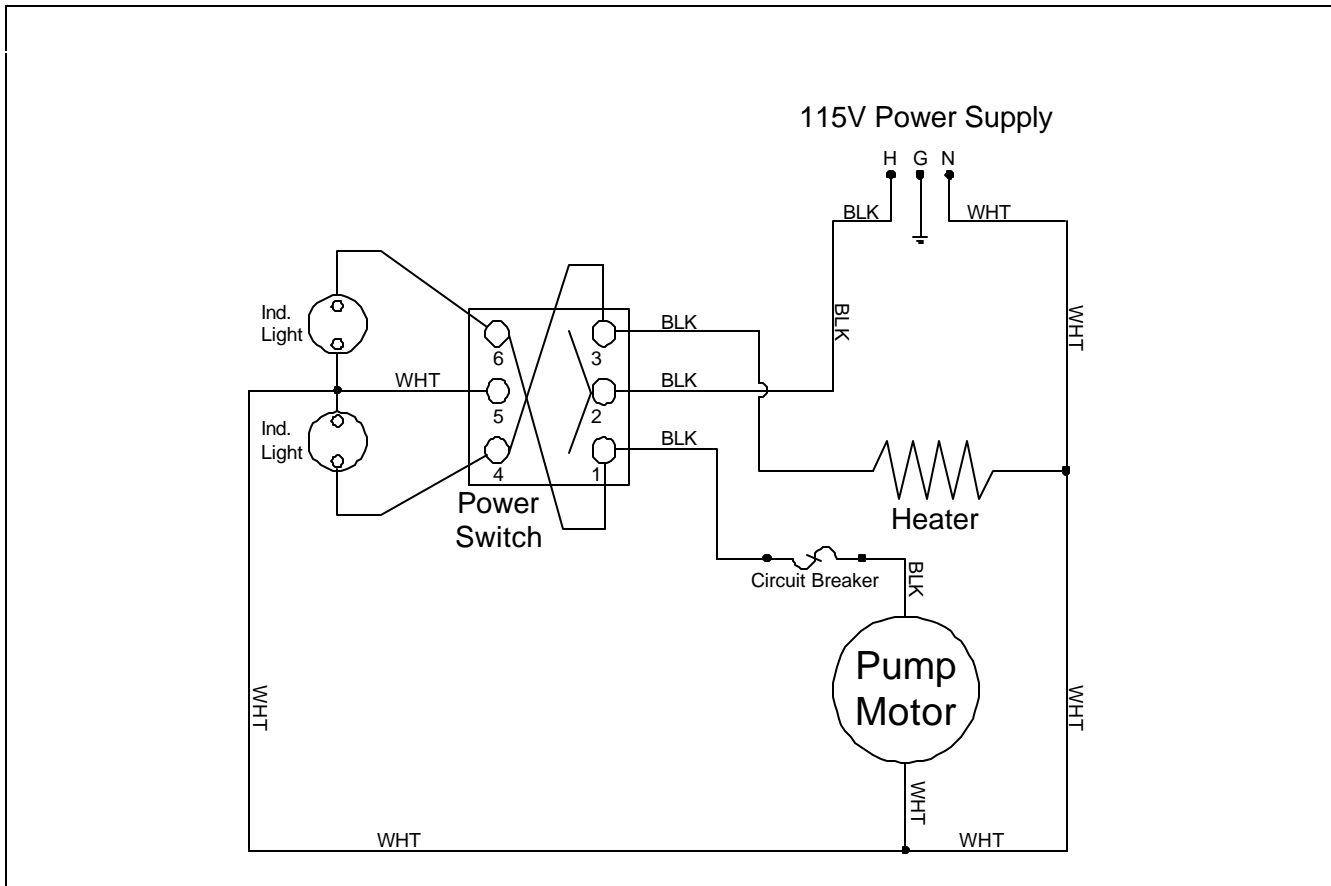 115V Power Supply
H G N
BLK
WHT
BLK
WHT
Ind.
Light
WHT
Ind.
Light
6
5
4
3
2
1
BLK
BLK
BLK
Power
Switch
Heater
Circuit Breaker
BLK
Pump
Motor
WHT
WHT
WHT
WHT
WHT